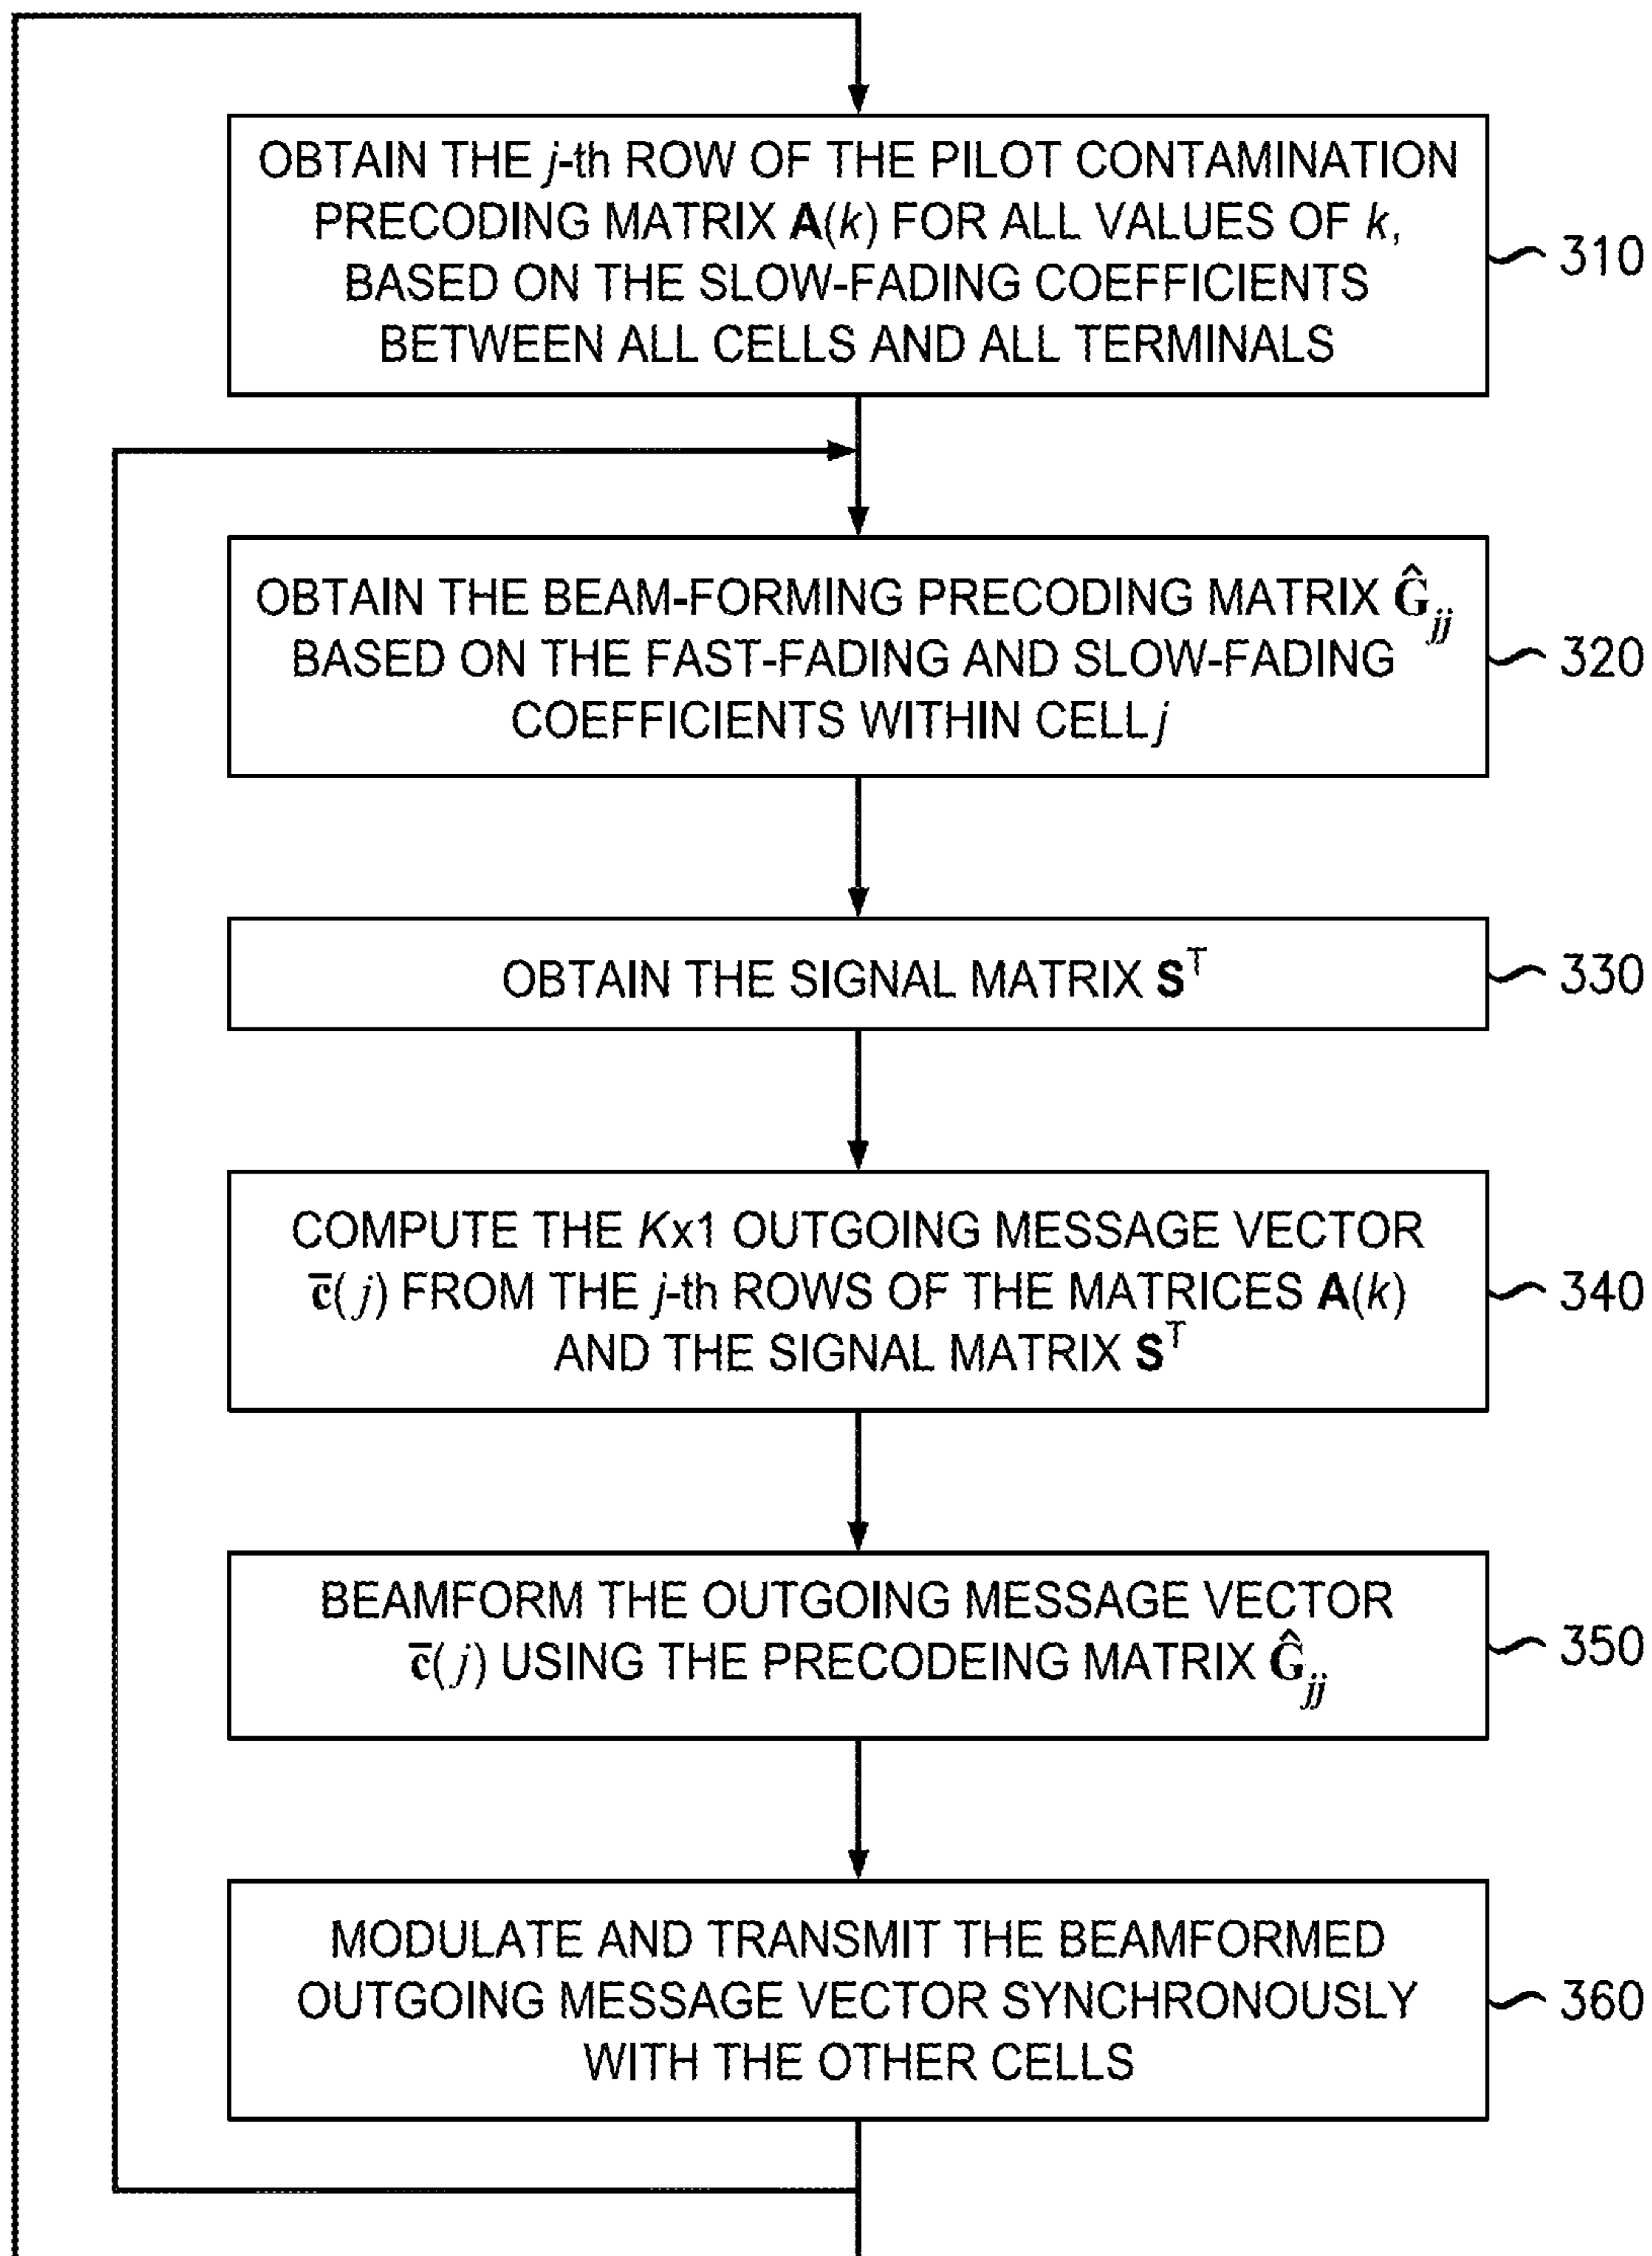 OBTAIN THE j-th ROW OF THE PILOT CONTAMINATION
PRECODING MATRIX A(k) FOR ALL VALUES OF k,
BASED ON THE SLOW-FADING COEFFICIENTS
BETWEEN ALL CELLS AND ALL TERMINALS
310
OBTAIN THE BEAM-FORMING PRECODING MATRIX Ĝjj
BASED ON THE FAST-FADING AND SLOW-FADING
COEFFICIENTS WITHIN CELL j
320
OBTAIN THE SIGNAL MATRIX Sᵀ
330
COMPUTE THE Kx1 OUTGOING MESSAGE VECTOR
c̄(j) FROM THE j-th ROWS OF THE MATRICES A(k)
AND THE SIGNAL MATRIX Sᵀ
340
BEAMFORM THE OUTGOING MESSAGE VECTOR
c̄(j) USING THE PRECODEING MATRIX Ĝjj
350
MODULATE AND TRANSMIT THE BEAMFORMED
OUTGOING MESSAGE VECTOR SYNCHRONOUSLY
WITH THE OTHER CELLS
360